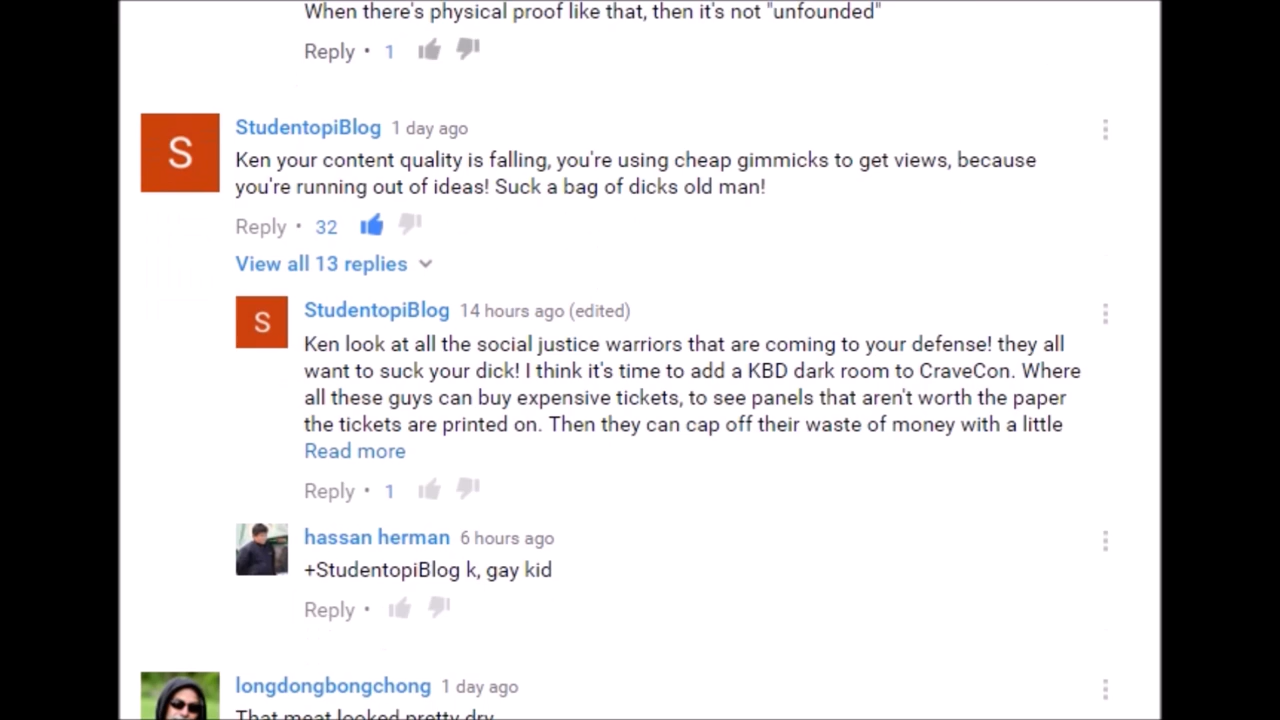 When there's physical proof like that, then it's not "unfounded"
Reply • 1
S
StudentopiBlog 1 day ago
Ken your content quality is falling, you're using cheap gimmicks to get views, because
you're running out of ideas! Suck a bag of dicks old man!
Reply • 32
View all 13 replies
S
StudentopiBlog 14 hours ago (edited)
Ken look at all the social justice warriors that are coming to your defense! they all
want to suck your dick! I think it's time to add a KBD dark room to CraveCon. Where
all these guys can buy expensive tickets, to see panels that aren't worth the paper
the tickets are printed on. Then they can cap off their waste of money with a little
Read more
Reply • 1
hassan herman 6 hours ago
+StudentopiBlog k, gay kid
Reply •
longdongbongchong 1 day ago
That meat looked pretty dry